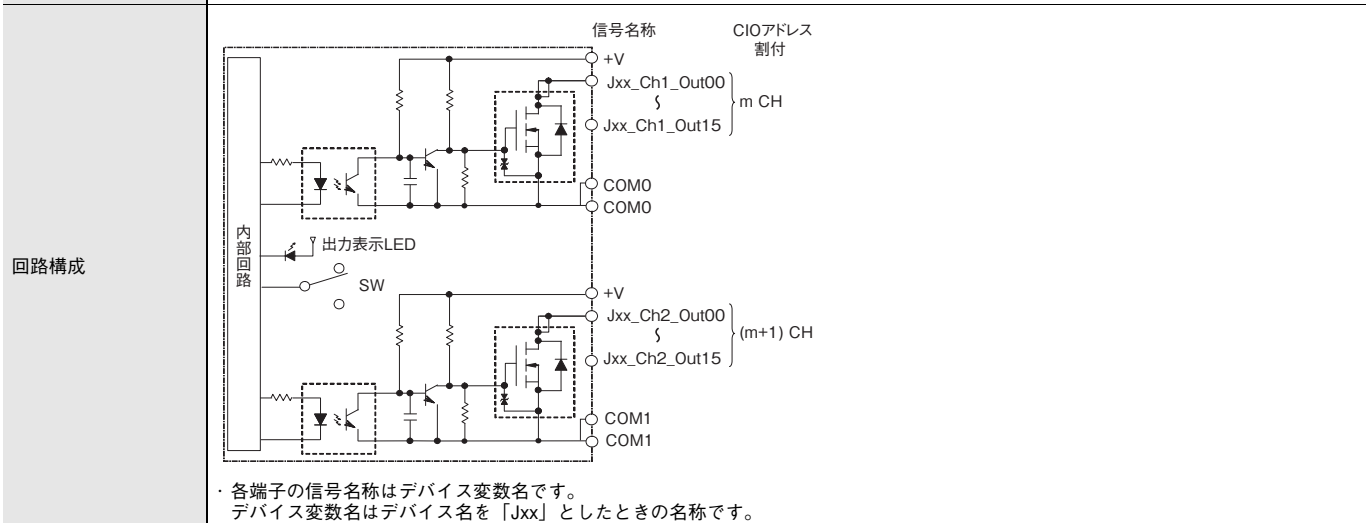 回路構成
信号名称
CIOアドレス
割付
+V
Jxx_Ch1_Out00
〜
Jxx_Ch1_Out15
m CH
COM0
COM0
内部回路
出力表示LED
SW
+V
Jxx_Ch2_Out00
〜
Jxx_Ch2_Out15
(m+1) CH
COM1
COM1
・各端子の信号名称はデバイス変数名です。
デバイス変数名はデバイス名を「Jxx」としたときの名称です。